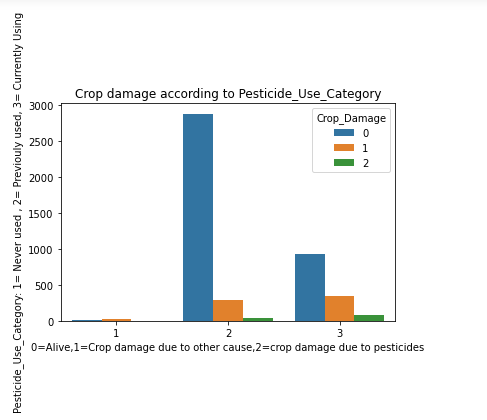 Crop damage according to Pesticide_Use_Category
Pesticide_Use_Category: 1= Never used , 2= Previouly used, 3= Currently Using
3000
2500
2000
1500
1000
500
0
Crop_Damage
0
1
2
1 2 3
0=Alive,1=Crop damage due to other cause,2=crop damage due to pesticides